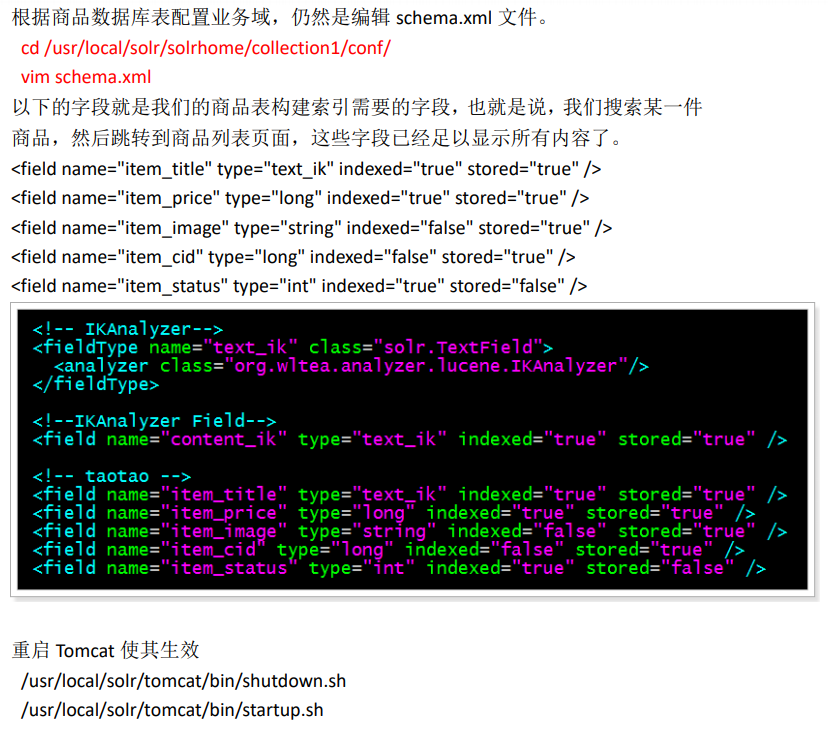 根据商品数据库表配置业务域，仍然是编辑 schema.xml 文件。
cd /usr/local/solr/solrhome/collection1/conf/
vim schema.xml
以下的字段就是我们的商品表构建索引需要的字段，也就是说，我们搜索某一件
商品，然后跳转到商品列表页面，这些字段已经足以显示所有内容了。
<field name="item_title" type="text_ik" indexed="true" stored="true" />
<field name="item_price" type="long" indexed="true" stored="true" />
<field name="item_image" type="string" indexed="false" stored="true" />
<field name="item_cid" type="long" indexed="false" stored="true" />
<field name="item_status" type="int" indexed="true" stored="false" />
<!-- IKAnalyzer-->
<fieldType name="text_ik" class="solr.TextField">
<analyzer class="org.wltea.analyzer.lucene.IKAnalyzer"/>
</fieldType>
<!--IKAnalyzer Field-->
<field name="content_ik" type="text_ik" indexed="true" stored="true" />
<!-- taotao -->
<field name="item_title" type="text_ik" indexed="true" stored="true" />
<field name="item_price" type="long" indexed="true" stored="true" />
<field name="item_image" type="string" indexed="false" stored="true" />
<field name="item_cid" type="long" indexed="false" stored="true" />
<field name="item_status" type="int" indexed="true" stored="false" />
重启 Tomcat 使其生效
/usr/local/solr/tomcat/bin/shutdown.sh
/usr/local/solr/tomcat/bin/startup.sh